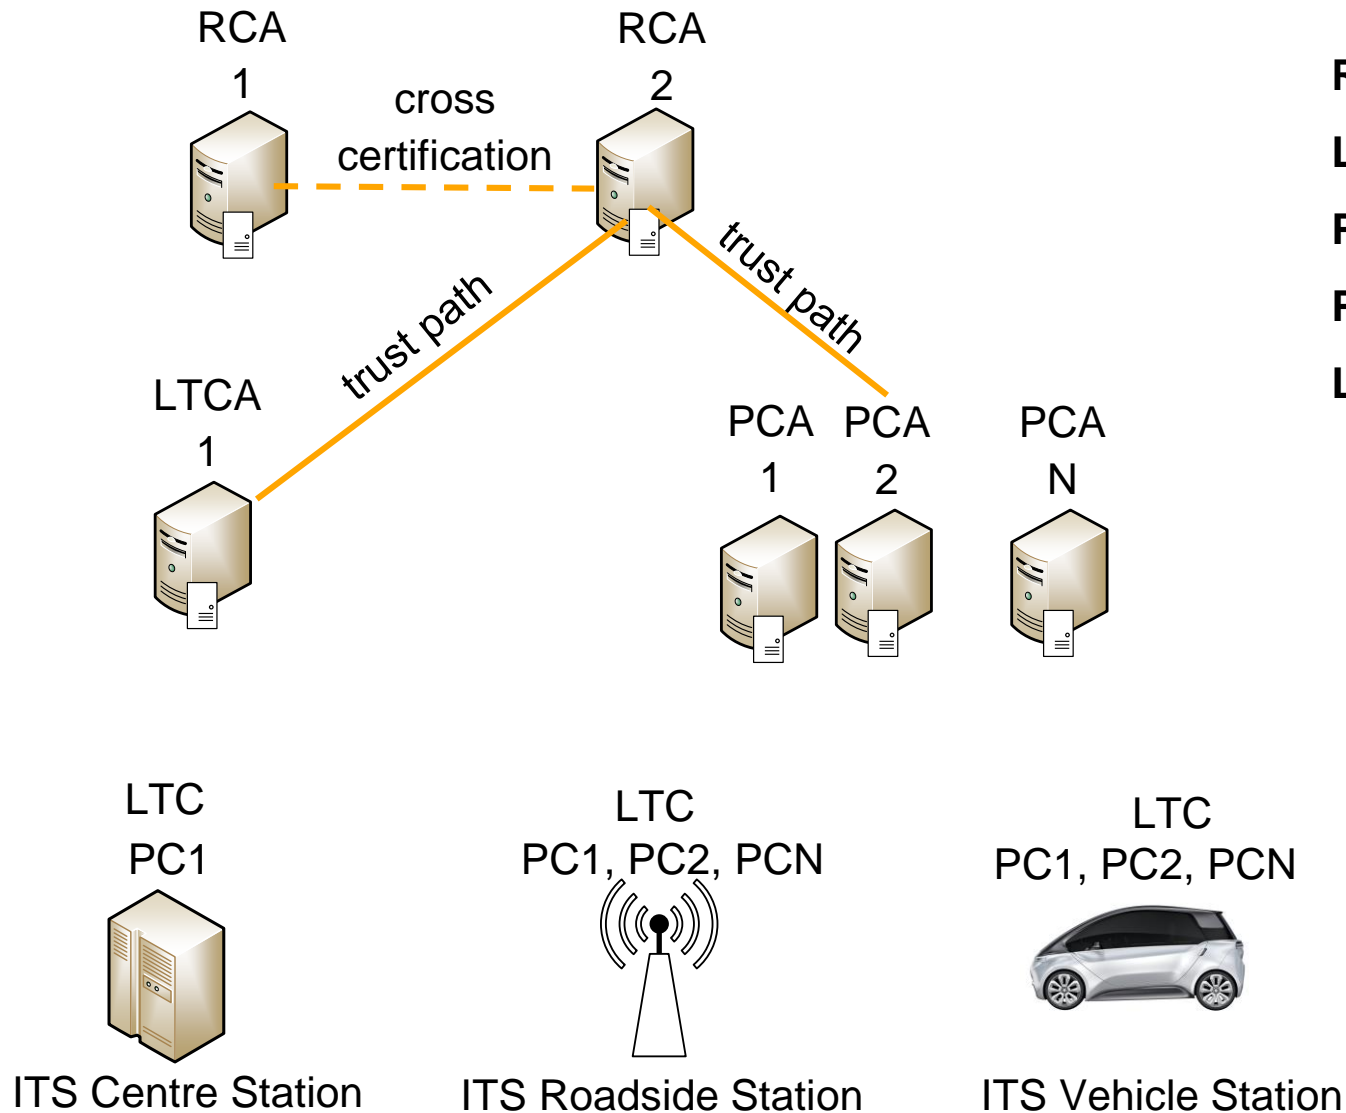 RCA
1
RCA
2
cross
certification
trust path
trust path
LTCA
1
PCA
1
PCA
2
PCA
N
R
L
P
P
L
LTC
PC1
LTC
PC1, PC2, PCN
LTC
PC1, PC2, PCN
ITS Centre Station
ITS Roadside Station
ITS Vehicle Station